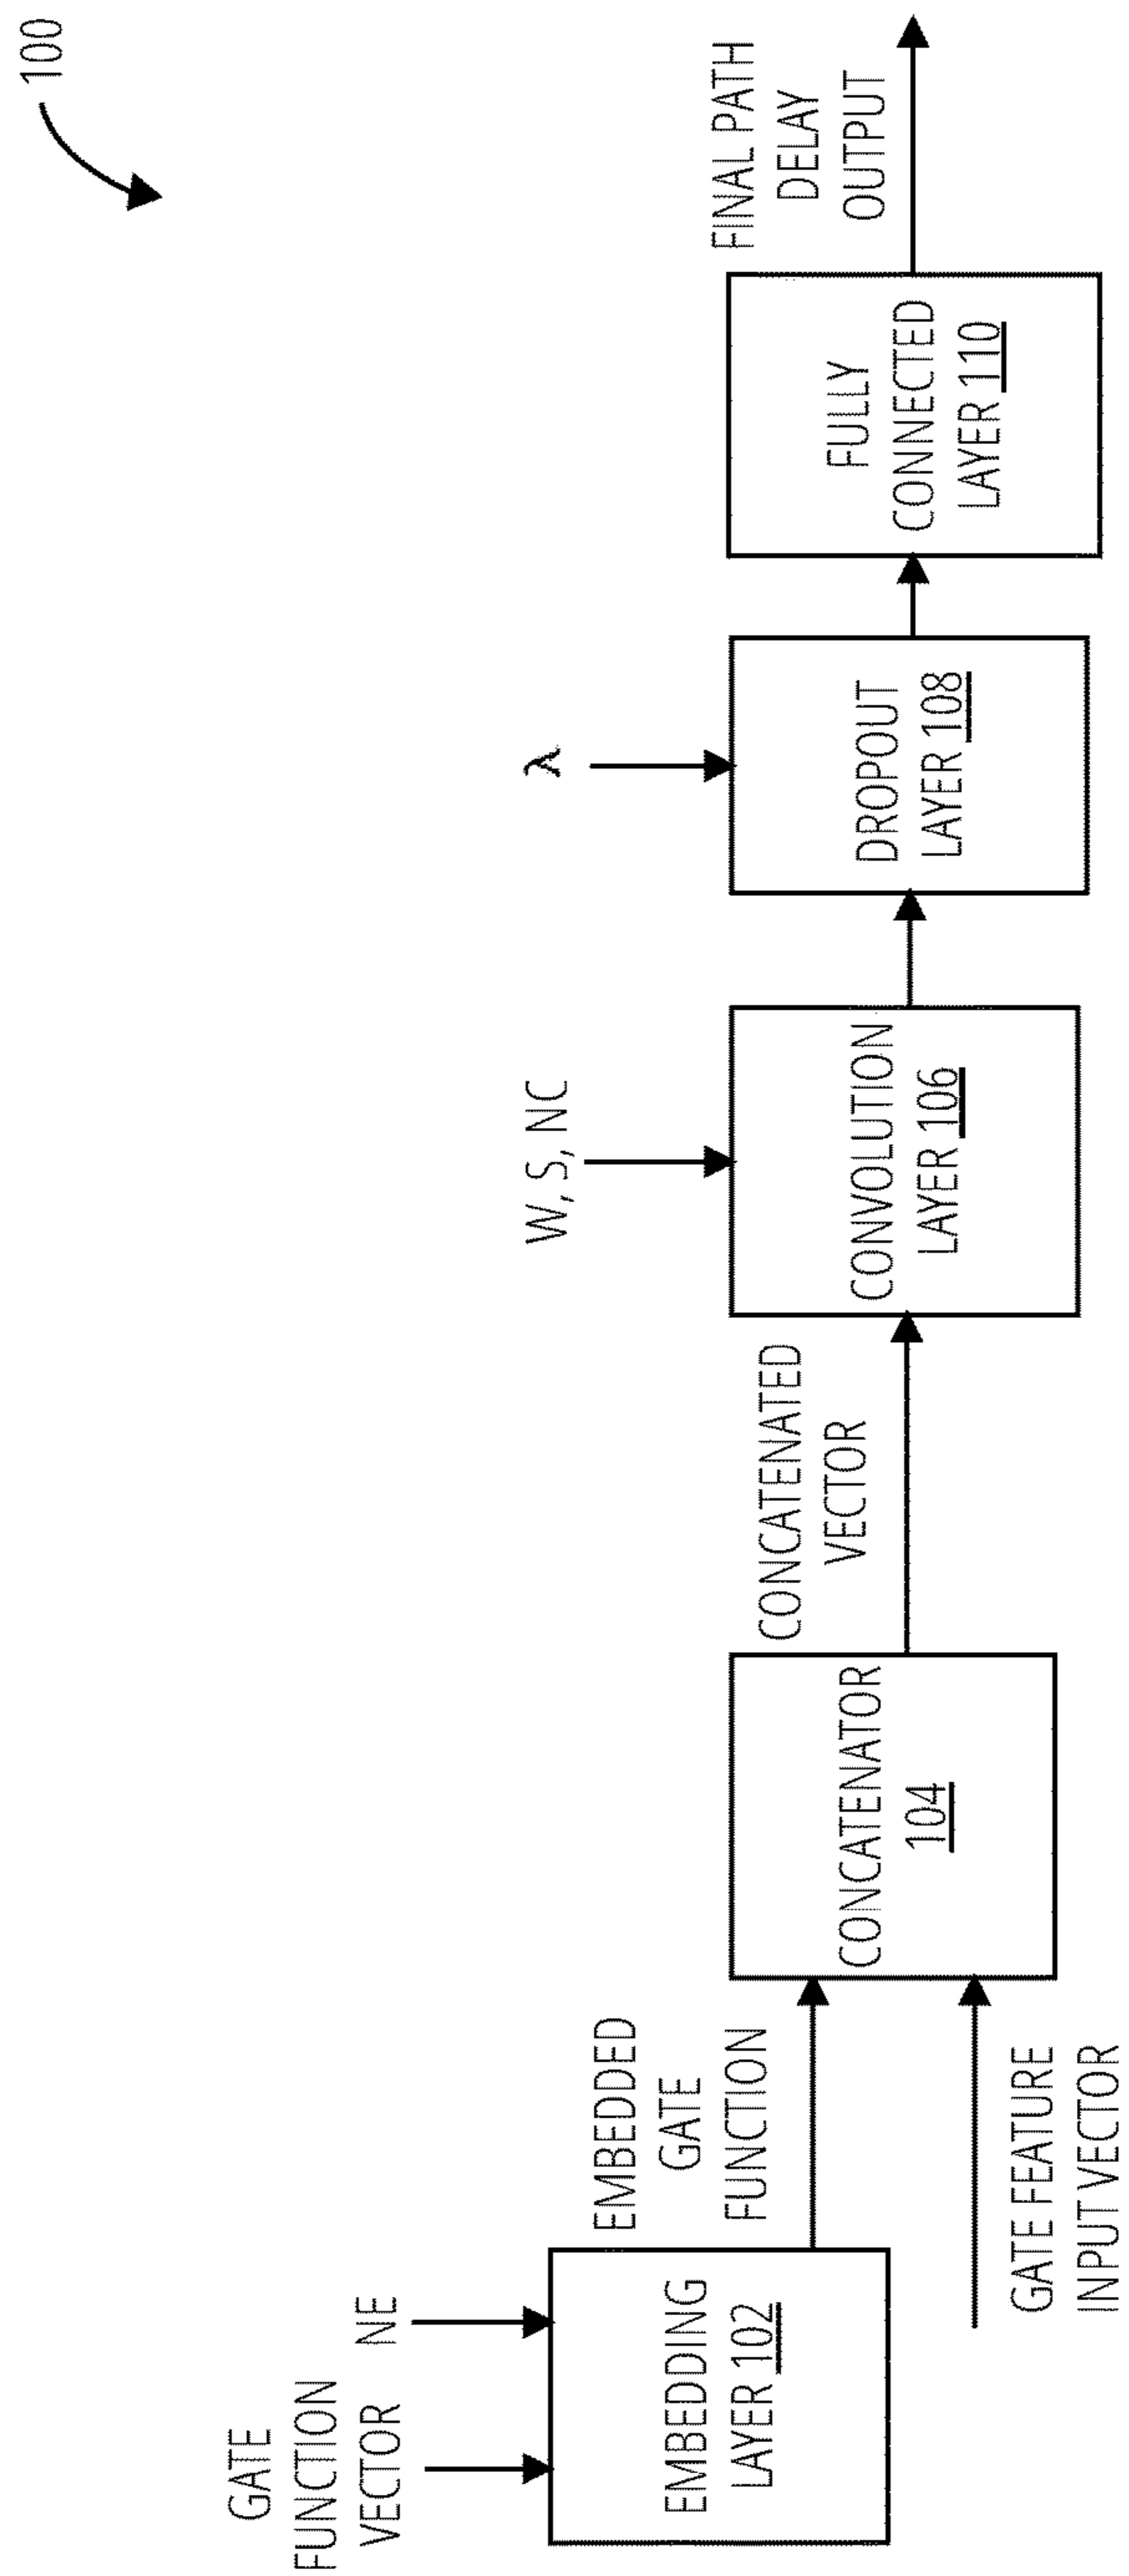 100
GATE
FUNCTION
VECTOR
NE
EMBEDDING
LAYER 102
EMBEDDED
GATE
FUNCTION
GATE FEATURE
INPUT VECTOR
CONCATENATOR
104
CONCATENATED
VECTOR
W, S, NC
CONVOLUTION
LAYER 106
λ
DROPOUT
LAYER 108
FULLY
CONNECTED
LAYER 110
FINAL PATH
DELAY
OUTPUT